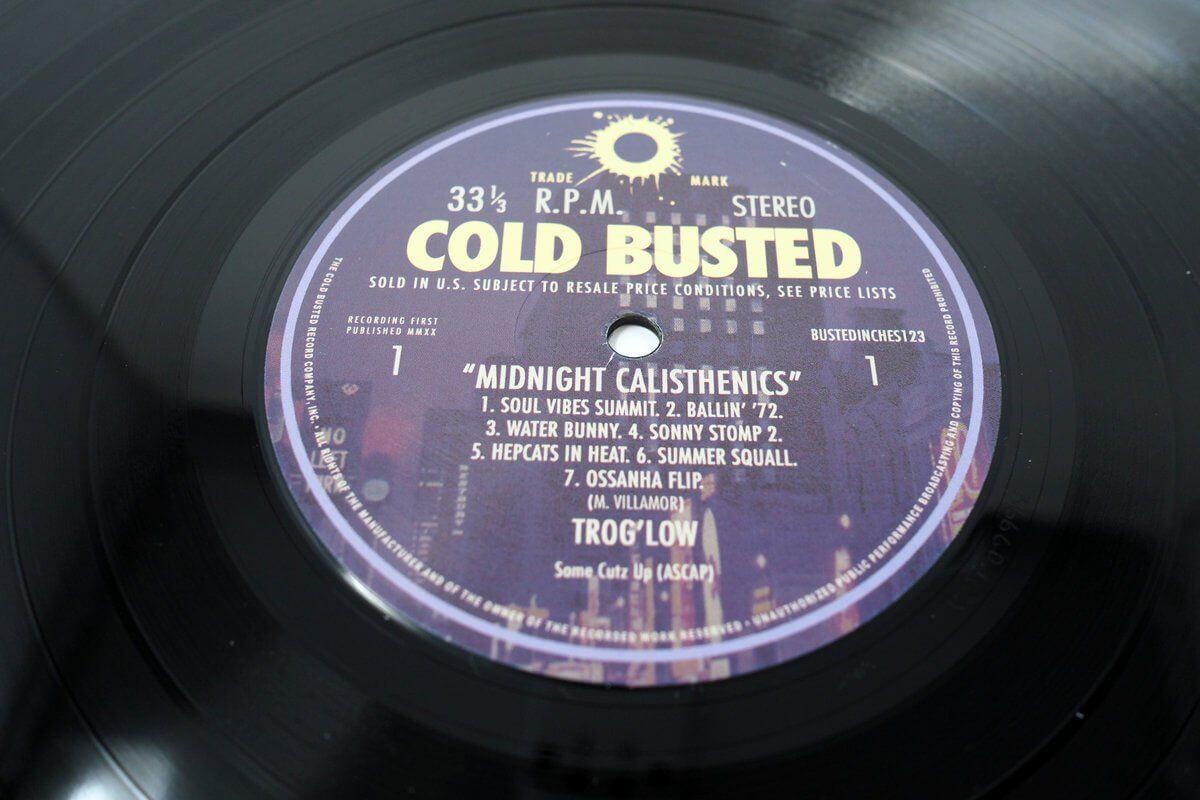 TRADE MARK
33⅓ R.P.M. STEREO
COLD BUSTED
SOLD IN U.S. SUBJECT TO RESALE PRICE CONDITIONS, SEE PRICE LISTS
RECORDING FIRST
PUBLISHED MMXX
BUSTEDINCHES123
1 1
"MIDNIGHT CALISTHENICS"
1. SOUL VIBES SUMMIT. 2. BALLIN' '72.
3. WATER BUNNY. 4. SONNY STOMP 2.
5. HEPCATS IN HEAT. 6. SUMMER SQUALL.
7. OSSANHA FLIP.
(M. VILLAMOR)
TROG'LOW
Some Cutz Up (ASCAP)
THE COLD BUSTED RECORD COMPANY, INC. • ALL RIGHTS OF THE MANUFACTURER AND OF THE OWNER OF THE RECORDED WORK RESERVED • UNAUTHORIZED PUBLIC PERFORMANCE BROADCASTING AND COPYING OF THIS RECORD PROHIBITED
NO